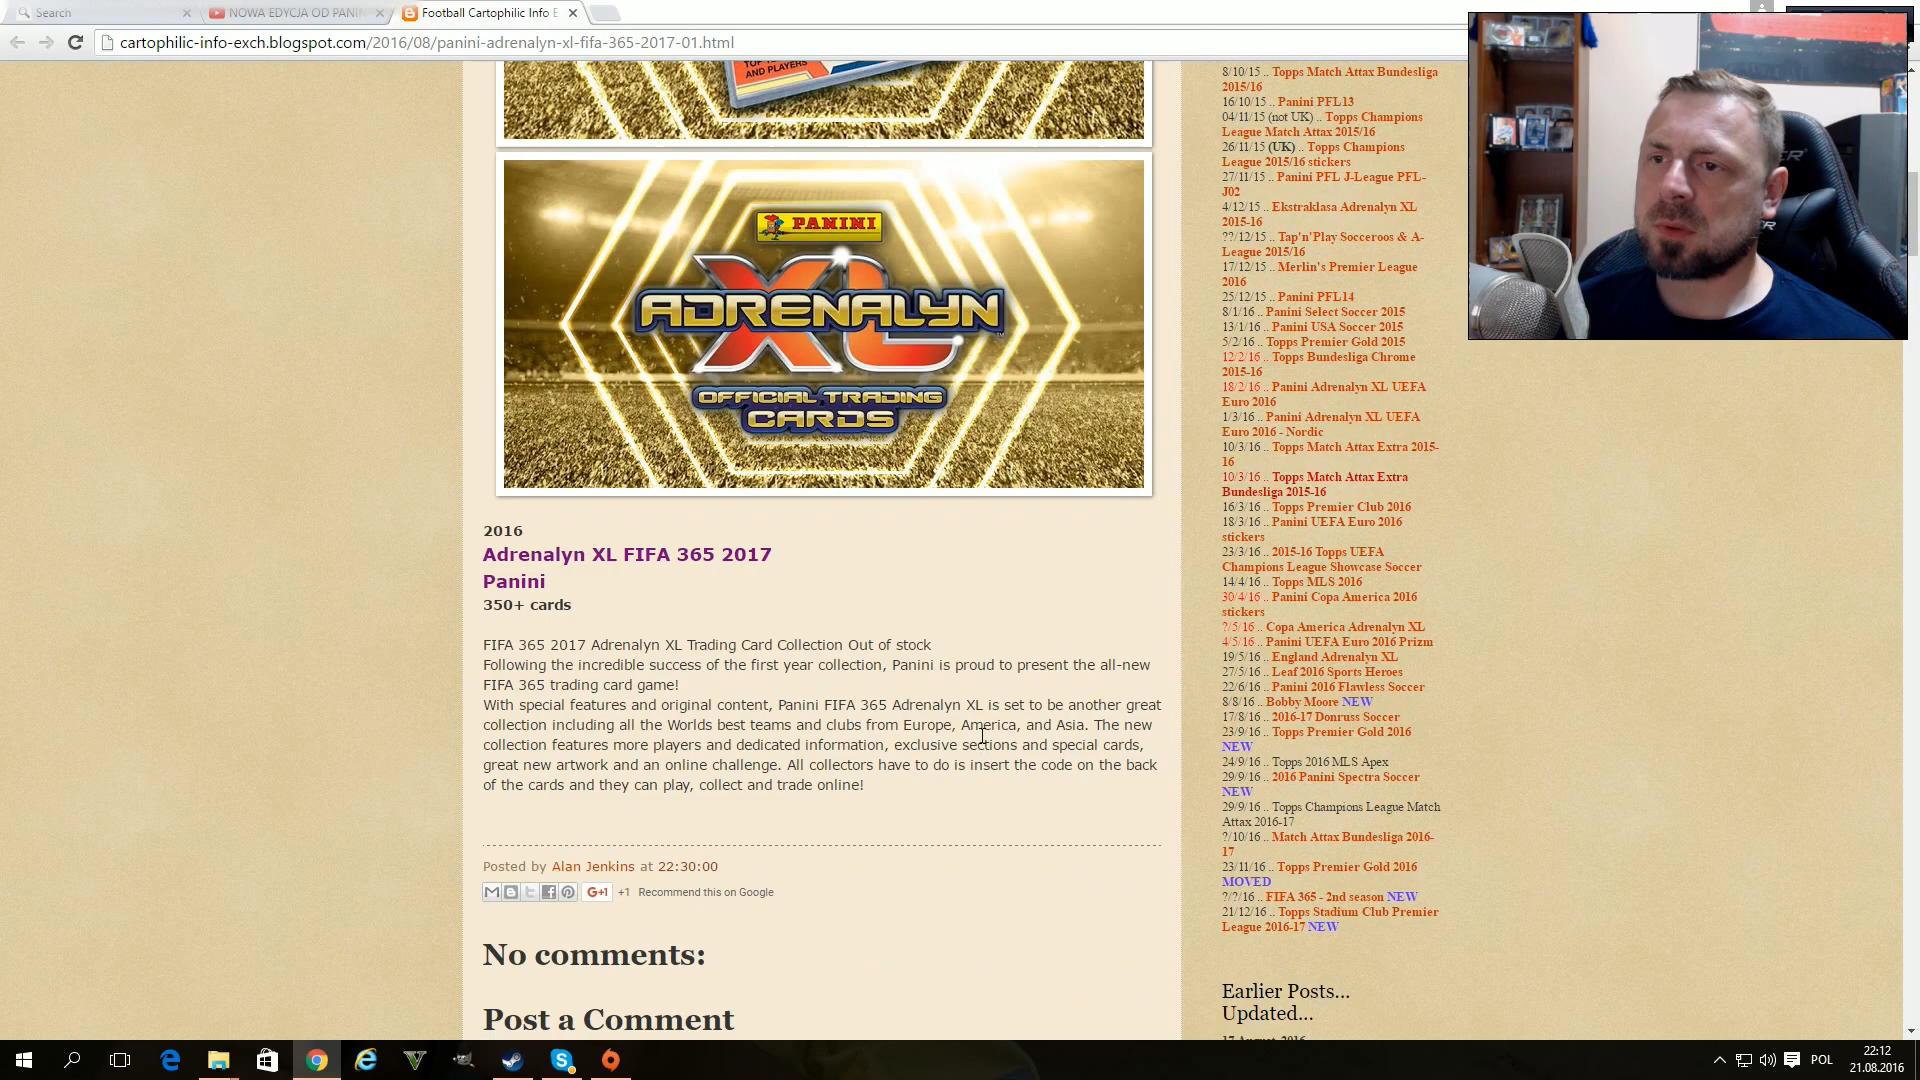 Search
NOWA EDYCJA OD PANIN
Football Cartophilic Info E
cartophilic-info-exch.blogspot.com/2016/08/panini-adrenalyn-xl-fifa-365-2017-01.html
AND PLAYERS
PANINI
ADRENALYN
XL
OFFICIAL TRADING
CARDS
2016
Adrenalyn XL FIFA 365 2017
Panini
350+ cards
FIFA 365 2017 Adrenalyn XL Trading Card Collection Out of stock
Following the incredible success of the first year collection, Panini is proud to present the all-new
FIFA 365 trading card game!
With special features and original content, Panini FIFA 365 Adrenalyn XL is set to be another great
collection including all the Worlds best teams and clubs from Europe, America, and Asia. The new
collection features more players and dedicated information, exclusive sections and special cards,
great new artwork and an online challenge. All collectors have to do is insert the code on the back
of the cards and they can play, collect and trade online!
Posted by Alan Jenkins at 22:30:00
G+1 +1 Recommend this on Google
No comments:
Post a Comment
8/10/15 .. Topps Match Attax Bundesliga
2015/16
16/10/15 .. Panini PFL13
04/11/15 (not UK) .. Topps Champions
League Match Attax 2015/16
26/11/15 (UK) .. Topps Champions
League 2015/16 stickers
27/11/15 .. Panini PFL J-League PFL-
J02
4/12/15 .. Ekstraklasa Adrenalyn XL
2015-16
??/12/15 .. Tap'n'Play Socceroos & A-
League 2015/16
17/12/15 .. Merlin's Premier League
2016
25/12/15 .. Panini PFL14
8/1/16 .. Panini Select Soccer 2015
13/1/16 .. Panini USA Soccer 2015
5/2/16 .. Topps Premier Gold 2015
12/2/16 .. Topps Bundesliga Chrome
2015-16
18/2/16 .. Panini Adrenalyn XL UEFA
Euro 2016
1/3/16 .. Panini Adrenalyn XL UEFA
Euro 2016 - Nordic
10/3/16 .. Topps Match Attax Extra 2015-
16
10/3/16 .. Topps Match Attax Extra
Bundesliga 2015-16
16/3/16 .. Topps Premier Club 2016
18/3/16 .. Panini UEFA Euro 2016
stickers
23/3/16 .. 2015-16 Topps UEFA
Champions League Showcase Soccer
14/4/16 .. Topps MLS 2016
30/4/16 .. Panini Copa America 2016
stickers
?/5/16 .. Copa America Adrenalyn XL
4/5/16 .. Panini UEFA Euro 2016 Prizm
19/5/16 .. England Adrenalyn XL
27/5/16 .. Leaf 2016 Sports Heroes
22/6/16 .. Panini 2016 Flawless Soccer
8/8/16 .. Bobby Moore NEW
17/8/16 .. 2016-17 Donruss Soccer
23/9/16 .. Topps Premier Gold 2016
NEW
24/9/16 .. Topps 2016 MLS Apex
29/9/16 .. 2016 Panini Spectra Soccer
NEW
29/9/16 .. Topps Champions League Match
Attax 2016-17
?/10/16 .. Match Attax Bundesliga 2016-
17
23/11/16 .. Topps Premier Gold 2016
MOVED
?/?/16 .. FIFA 365 - 2nd season NEW
21/12/16 .. Topps Stadium Club Premier
League 2016-17 NEW
Earlier Posts...
Updated...
17 August 2016
POL
22:12
21.08.2016